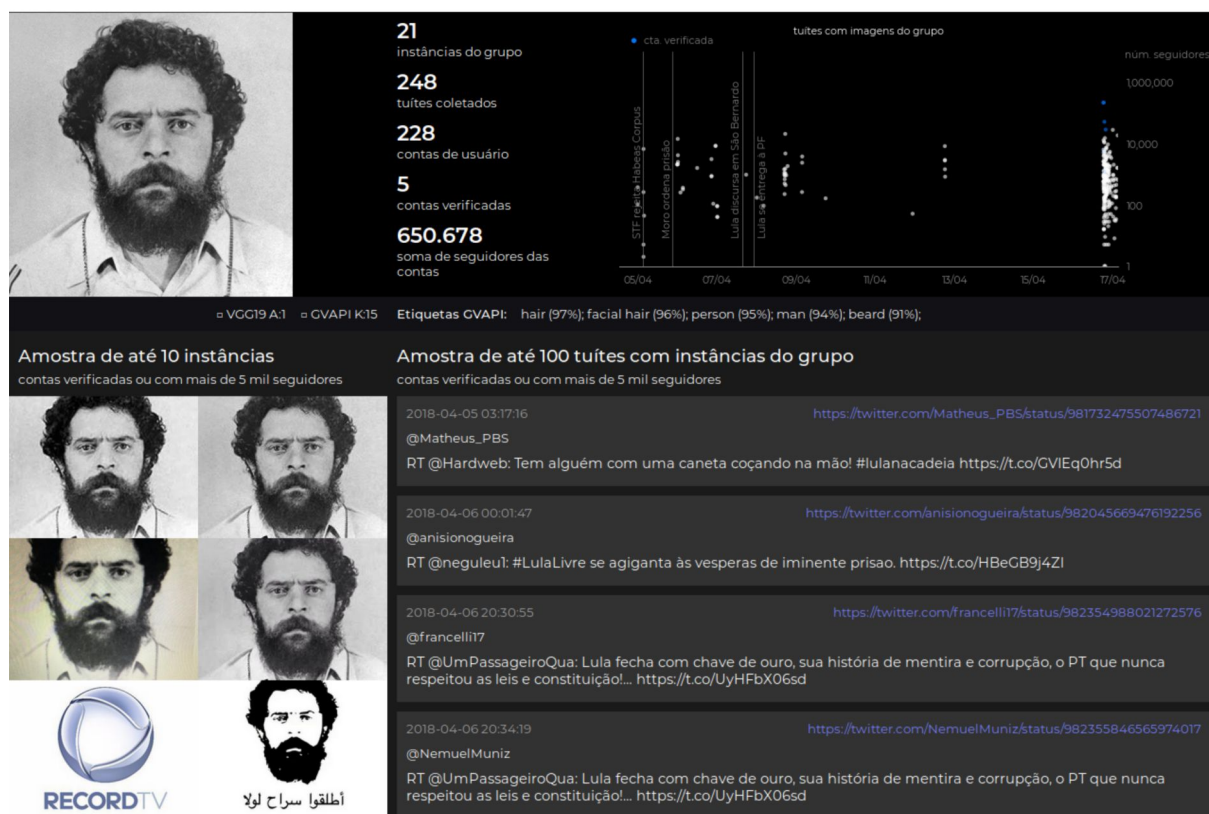 21
instâncias do grupo
248
tuítes coletados
228
contas de usuário
5
contas verificadas
650.678
soma de seguidores das
contas
tuítes com imagens do grupo
cta. verificada
núm. seguidores
1,000,000
10,000
100
1
STF rejeita Habeas Corpus
Moro ordena prisão
Lula discursa em São Bernardo
Lula se entrega à PF
05/04 07/04 09/04 11/04 13/04 15/04 17/04
VGG19 A:1 GVAPI K:15 Etiquetas GVAPI: hair (97%); facial hair (96%); person (95%); man (94%); beard (91%);
Amostra de até 10 instâncias
contas verificadas ou com mais de 5 mil seguidores
RECORDTV
أطلقوا سراح لولا
Amostra de até 100 tuítes com instâncias do grupo
contas verificadas ou com mais de 5 mil seguidores
2018-04-05 03:17:16 https://twitter.com/Matheus_PBS/status/981732475507486721
@Matheus_PBS
RT @Hardweb: Tem alguém com uma caneta coçando na mão! #lulanacadeia https://t.co/GVIEq0hr5d
2018-04-06 00:01:47 https://twitter.com/anisionogueira/status/982045669476192256
@anisionogueira
RT @neguleu1: #LulaLivre se agiganta às vesperas de iminente prisao. https://t.co/HBeGB9j4ZI
2018-04-06 20:30:55 https://twitter.com/francelli17/status/982354988021272576
@francelli17
RT @UmPassageiroQua: Lula fecha com chave de ouro, sua história de mentira e corrupção, o PT que nunca
respeitou as leis e constituição!... https://t.co/UyHFbX06sd
2018-04-06 20:34:19 https://twitter.com/NemuelMuniz/status/982355846565974017
@NemuelMuniz
RT @UmPassageiroQua: Lula fecha com chave de ouro, sua história de mentira e corrupção, o PT que nunca
respeitou as leis e constituição!... https://t.co/UyHFbX06sd